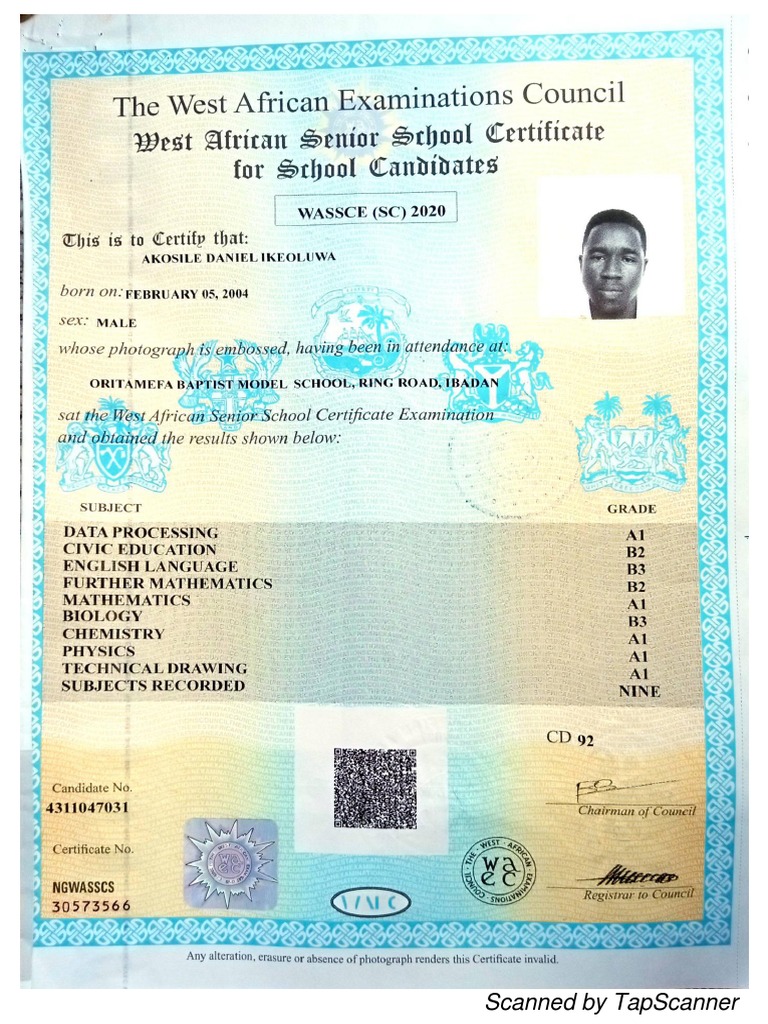 The West African Examinations Council
West African Senior School Certificate
for School Candidates
WASSCE (SC) 2020
This is to Certify that:
AKOSILE DANIEL IKEOLUWA
born on: FEBRUARY 05, 2004
sex: MALE
whose photograph is embossed, having been in attendance at:
ORITAMEFA BAPTIST MODEL SCHOOL, RING ROAD, IBADAN
sat the West African Senior School Certificate Examination
and obtained the results shown below:
SUBJECT GRADE
DATA PROCESSING A1
CIVIC EDUCATION B2
ENGLISH LANGUAGE B3
FURTHER MATHEMATICS B2
MATHEMATICS A1
BIOLOGY B3
CHEMISTRY A1
PHYSICS A1
TECHNICAL DRAWING A1
SUBJECTS RECORDED NINE
CD 92
Candidate No.
4311047031
Chairman of Council
Certificate No.
NGWASSCS
30573566
THE · WEST · AFRICAN EXAMINATIONS · COUNCIL
waec
WAEC
Registrar to Council
Any alteration, erasure or absence of photograph renders this Certificate invalid.
Scanned by TapScanner